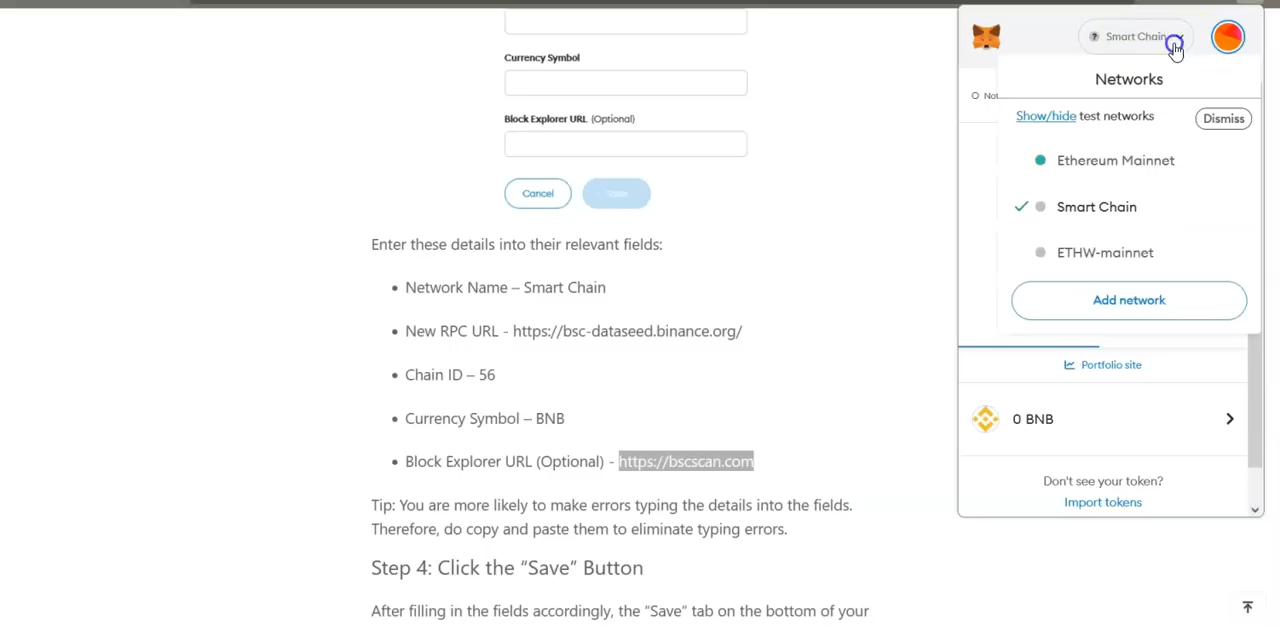 Currency Symbol
Block Explorer URL (Optional)
Cancel
Save
Enter these details into their relevant fields:
• Network Name – Smart Chain
• New RPC URL - https://bsc-dataseed.binance.org/
• Chain ID – 56
• Currency Symbol – BNB
• Block Explorer URL (Optional) - https://bscscan.com
Tip: You are more likely to make errors typing the details into the fields.
Therefore, do copy and paste them to eliminate typing errors.
Step 4: Click the “Save” Button
After filling in the fields accordingly, the “Save” tab on the bottom of your
? Smart Chain
Networks
Show/hide test networks
Dismiss
Ethereum Mainnet
Smart Chain
ETHW-mainnet
Add network
Portfolio site
0 BNB
Don't see your token?
Import tokens